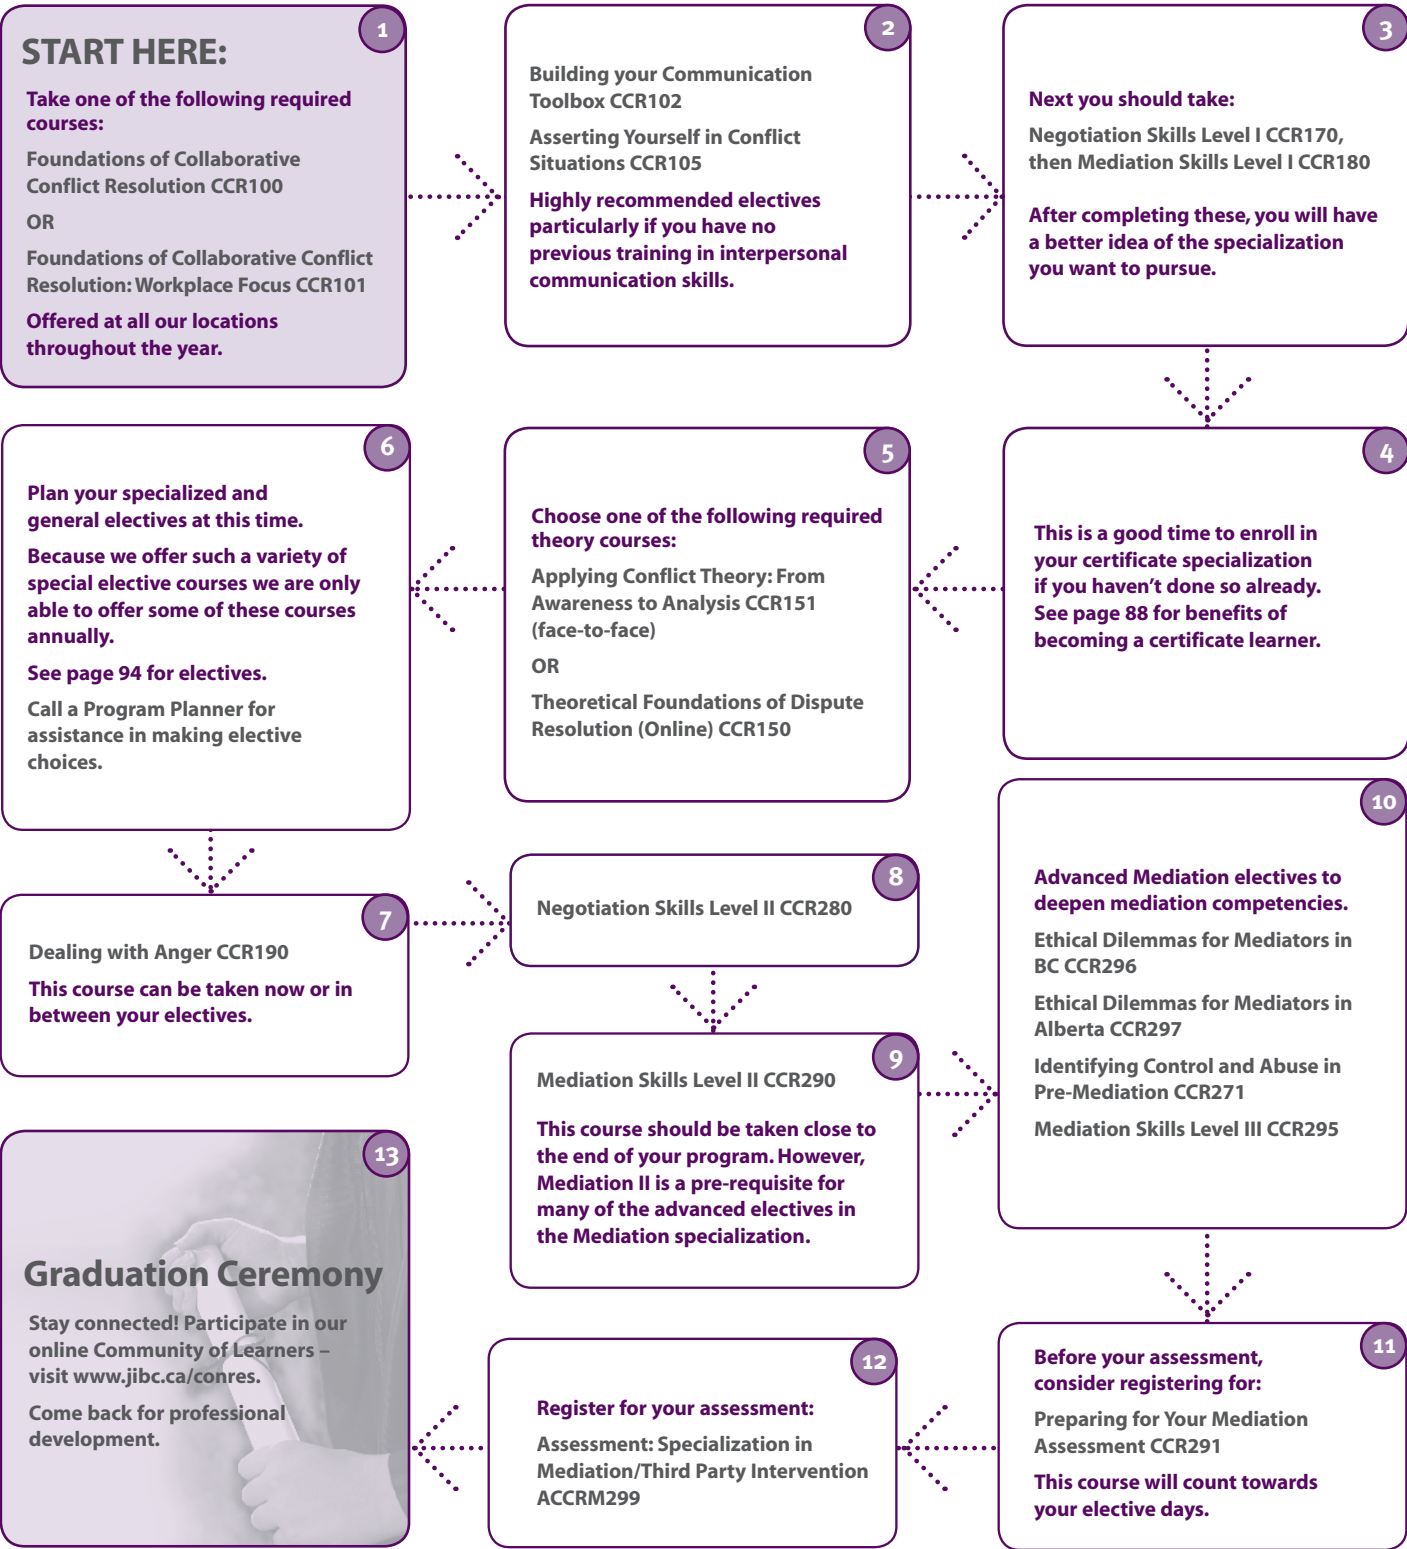 1
START HERE:
Take one of the following required
courses:
Foundations of Collaborative
Conflict Resolution CCR100
OR
Foundations of Collaborative Conflict
Resolution: Workplace Focus CCR101
Offered at all our locations
throughout the year.
2
Building your Communication
Toolbox CCR102
Asserting Yourself in Conflict
Situations CCR105
Highly recommended electives
particularly if you have no
previous training in interpersonal
communication skills.
3
Next you should take:
Negotiation Skills Level I CCR170,
then Mediation Skills Level I CCR180
After completing these, you will have
a better idea of the specialization
you want to pursue.
4
This is a good time to enroll in
your certificate specialization
if you haven't done so already.
See page 88 for benefits of
becoming a certificate learner.
5
Choose one of the following required
theory courses:
Applying Conflict Theory: From
Awareness to Analysis CCR151
(face-to-face)
OR
Theoretical Foundations of Dispute
Resolution (Online) CCR150
6
Plan your specialized and
general electives at this time.
Because we offer such a variety of
special elective courses we are only
able to offer some of these courses
annually.
See page 94 for electives.
Call a Program Planner for
assistance in making elective
choices.
7
Dealing with Anger CCR190
This course can be taken now or in
between your electives.
8
Negotiation Skills Level II CCR280
9
Mediation Skills Level II CCR290
This course should be taken close to
the end of your program. However,
Mediation II is a pre-requisite for
many of the advanced electives in
the Mediation specialization.
10
Advanced Mediation electives to
deepen mediation competencies.
Ethical Dilemmas for Mediators in
BC CCR296
Ethical Dilemmas for Mediators in
Alberta CCR297
Identifying Control and Abuse in
Pre-Mediation CCR271
Mediation Skills Level III CCR295
11
Before your assessment,
consider registering for:
Preparing for Your Mediation
Assessment CCR291
This course will count towards
your elective days.
12
Register for your assessment:
Assessment: Specialization in
Mediation/Third Party Intervention
ACCRM299
13
Graduation Ceremony
Stay connected! Participate in our
online Community of Learners –
visit www.jibc.ca/conres.
Come back for professional
development.